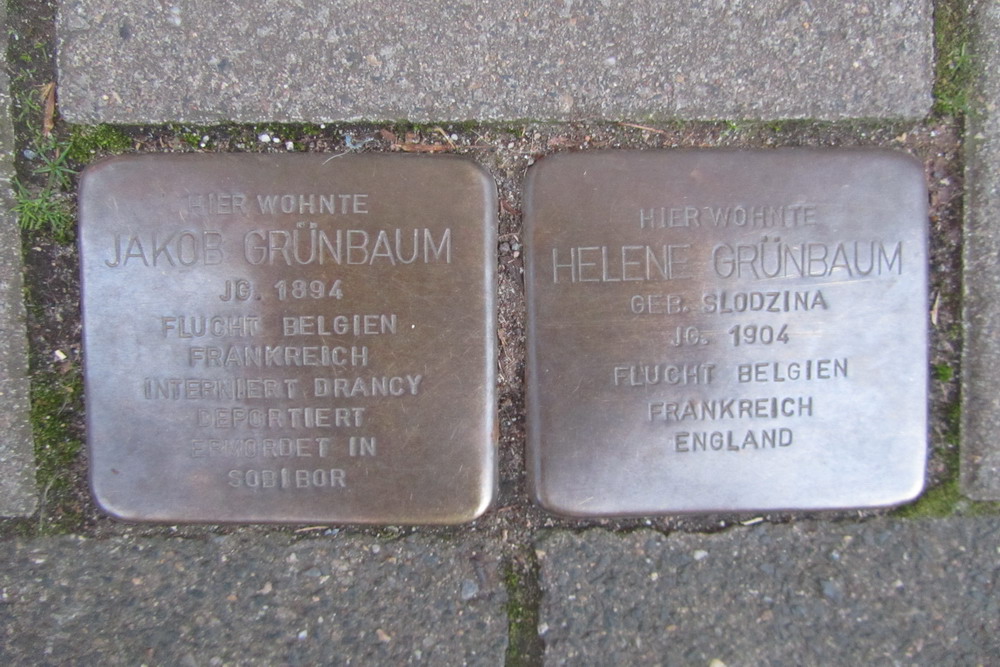 HIER WOHNTE
JAKOB GRÜNBAUM
JG. 1894
FLUCHT BELGIEN
FRANKREICH
INTERNIERT DRANCY
DEPORTIERT
ERMORDET IN
SOBIBOR
HIER WOHNTE
HELENE GRÜNBAUM
GEB. SLODZINA
JG. 1904
FLUCHT BELGIEN
FRANKREICH
ENGLAND